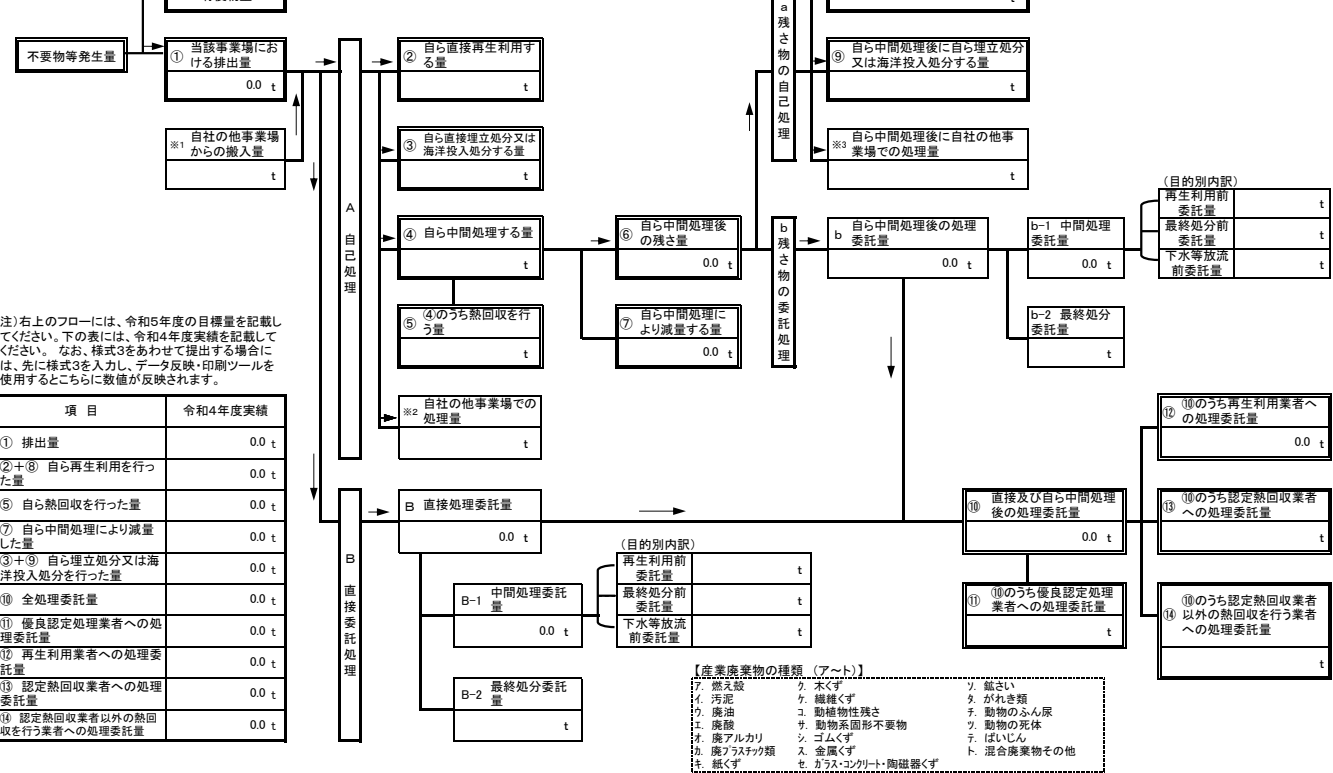 t
t
不要物等発生量
①
当該事業場にお
ける排出量
0.0 t
※1
自社の他事業場
からの搬入量
t
A
自
己
処
理
②
自ら直接再生利用す
る量
t
③
自ら直接埋立処分又は
海洋投入処分する量
t
④ 自ら中間処理する量
t
⑤
④のうち熱回収を行
う量
t
※2
自社の他事業場での
処理量
t
⑥
自ら中間処理後
の残さ量
0.0 t
⑦
自ら中間処理に
より減量する量
0.0 t
a
残
さ
物
の
自
己
処
理
⑨
自ら中間処理後に自ら埋立処分
又は海洋投入処分する量
t
※3
自ら中間処理後に自社の他事
業場での処理量
t
b
残
さ
物
の
委
託
処
理
b
自ら中間処理後の処理
委託量
0.0 t
b-1 中間処理
委託量
0.0 t
(目的別内訳)
再生利用前
委託量
t
最終処分前
委託量
t
下水等放流
前委託量
t
b-2 最終処分
委託量
t
注)右上のフローには、令和5年度の目標量を記載し
てください。下の表には、令和4年度実績を記載して
ください。 なお、様式3をあわせて提出する場合に
は、先に様式3を入力し、データ反映・印刷ツールを
使用するとこちらに数値が反映されます。
項 目 令和4年度実績
① 排出量 0.0 t
②+⑧ 自ら再生利用を行っ
た量
0.0 t
⑤ 自ら熱回収を行った量 0.0 t
⑦ 自ら中間処理により減量
した量
0.0 t
③+⑨ 自ら埋立処分又は海
洋投入処分を行った量
0.0 t
⑩ 全処理委託量 0.0 t
⑪ 優良認定処理業者への処
理委託量
0.0 t
⑫ 再生利用業者への処理委
託量
0.0 t
⑬ 認定熱回収業者への処理
委託量
0.0 t
⑭ 認定熱回収業者以外の熱回
収を行う業者への処理委託量
0.0 t
B
直
接
委
託
処
理
B 直接処理委託量
0.0 t
B-1
中間処理委託
量
0.0 t
(目的別内訳)
再生利用前
委託量
t
最終処分前
委託量
t
下水等放流
前委託量
t
B-2
最終処分委託
量
t
⑩
直接及び自ら中間処理
後の処理委託量
0.0 t
⑪
⑩のうち優良認定処理
業者への処理委託量
t
⑫
⑩のうち再生利用業者へ
の処理委託量
0.0 t
⑬
⑩のうち認定熱回収業者
への処理委託量
t
⑭
⑩のうち認定熱回収業者
以外の熱回収を行う業者
への処理委託量
t
【産業廃棄物の種類 (ア~ト)】
ア. 燃え殻 ク. 木くず ソ. 鉱さい
イ. 汚泥 ケ. 繊維くず タ. がれき類
ウ. 廃油 コ. 動植物性残さ チ. 動物のふん尿
エ. 廃酸 サ. 動物系固形不要物 ツ. 動物の死体
オ. 廃アルカリ シ. ゴムくず テ. ばいじん
カ. 廃プラスチック類 ス. 金属くず ト. 混合廃棄物その他
キ. 紙くず セ. ガラス・コンクリート・陶磁器くず